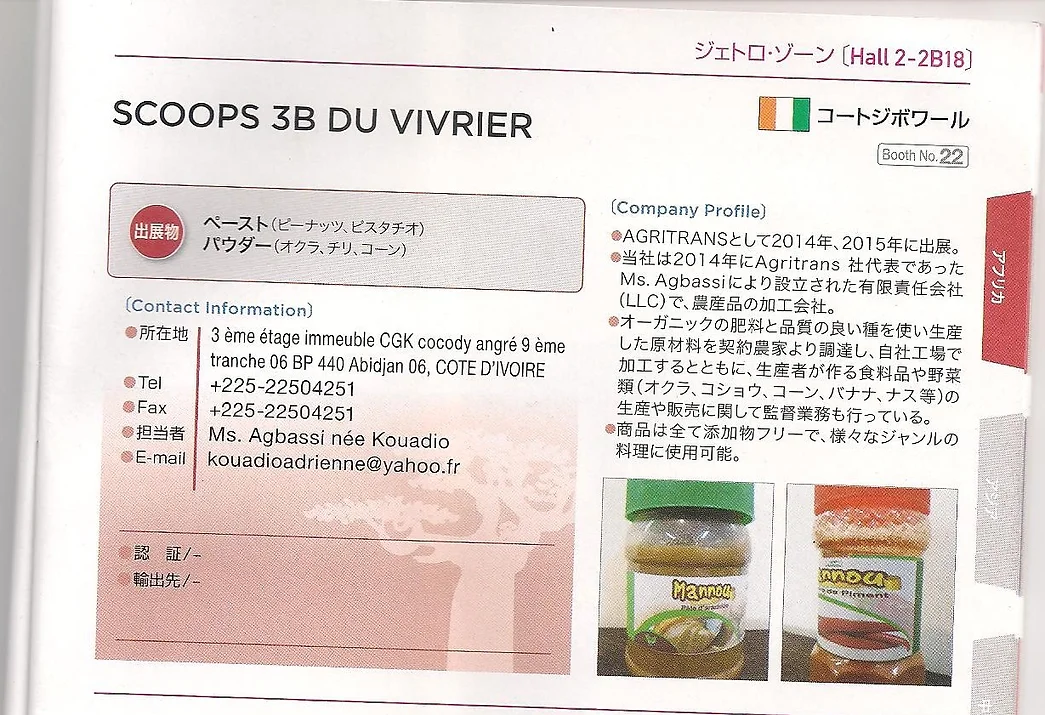 ジェトロ・ゾーン〔Hall 2-2B18〕
SCOOPS 3B DU VIVRIER
コートジボワール
Booth No. 22
出展物
ペースト(ピーナッツ、ピスタチオ)
パウダー(オクラ、チリ、コーン)
〔Contact Information〕
●所在地 3 ème étage immeuble CGK cocody angré 9 ème
tranche 06 BP 440 Abidjan 06, COTE D'IVOIRE
●Tel +225-22504251
●Fax +225-22504251
●担当者 Ms. Agbassi née Kouadio
●E-mail kouadioadrienne@yahoo.fr
●認 証/-
●輸出先/-
〔Company Profile〕
●AGRITRANSとして2014年、2015年に出展。
●当社は2014年にAgritrans 社代表であった
Ms. Agbassiにより設立された有限責任会社
(LLC)で、農産品の加工会社。
●オーガニックの肥料と品質の良い種を使い生産
した原材料を契約農家より調達し、自社工場で
加工するとともに、生産者が作る食料品や野菜
類(オクラ、コショウ、コーン、バナナ、ナス等)の
生産や販売に関して監督業務も行っている。
●商品は全て添加物フリーで、様々なジャンルの
料理に使用可能。
Mannou
Pâte d'arachide
nnou
de Piment
アフリカ
アジア